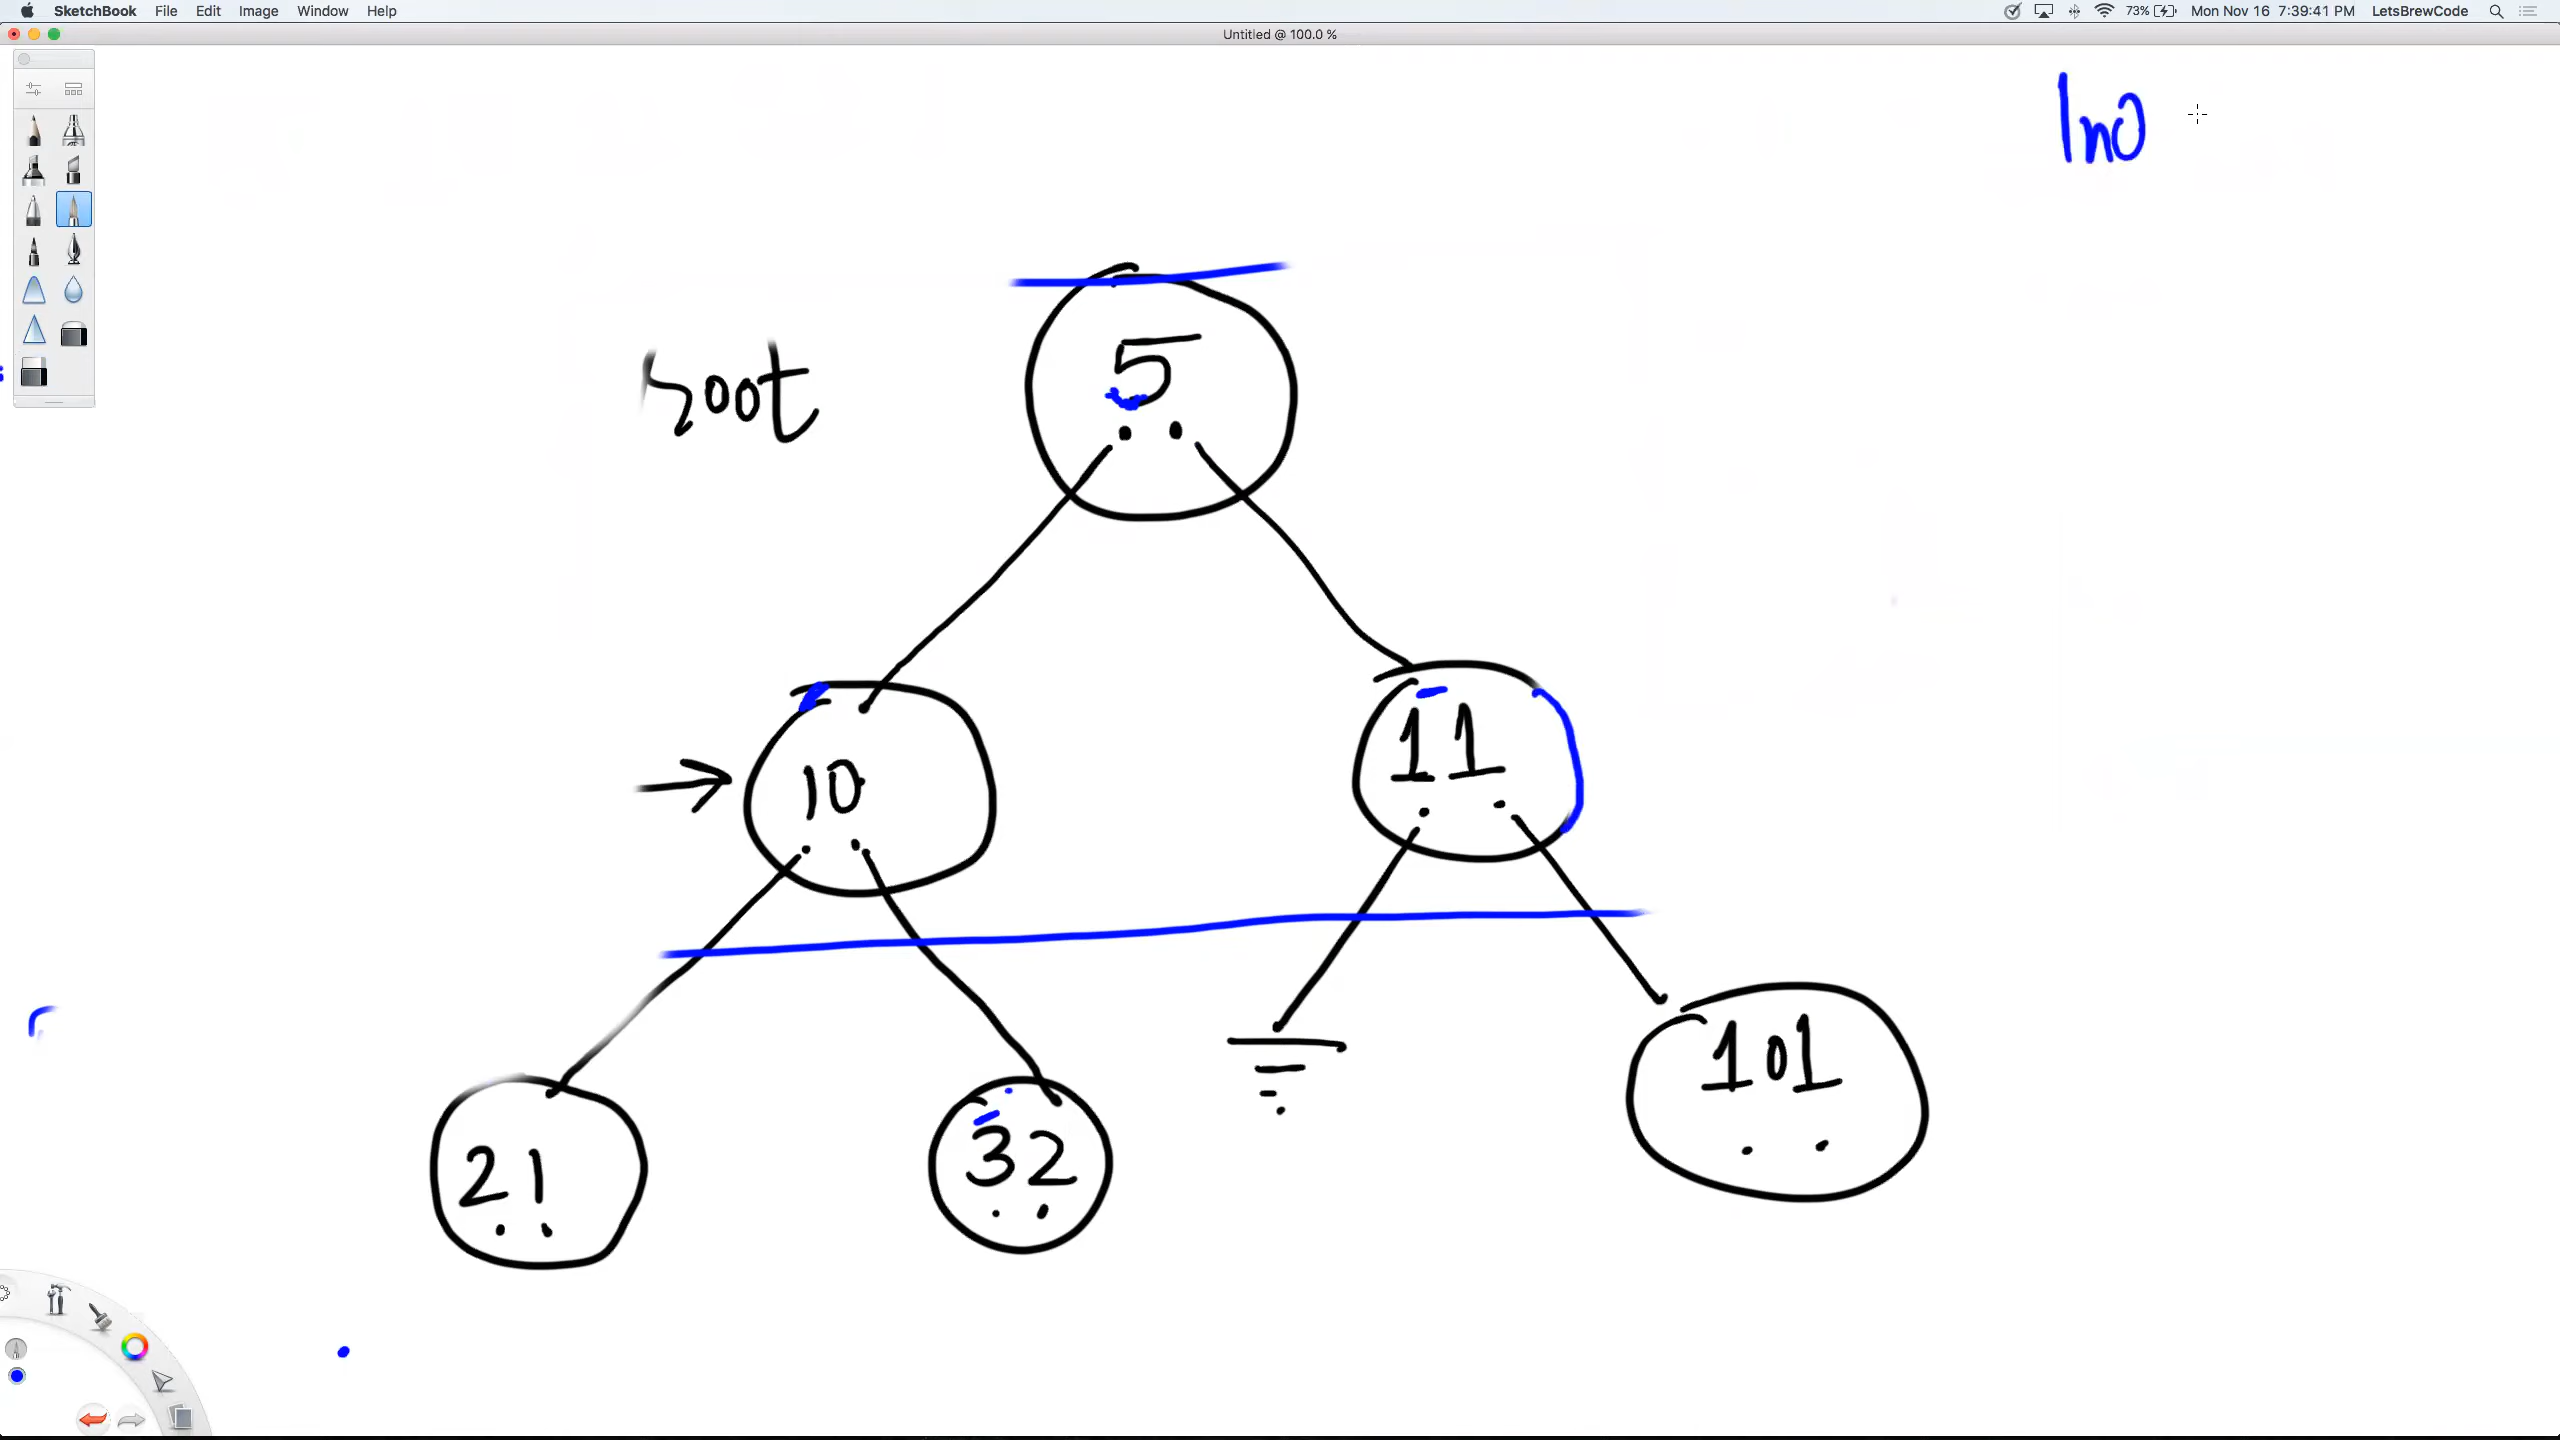 SketchBook File Edit Image Window Help 73% Mon Nov 16 7:39:41 PM LetsBrewCode
Untitled @ 100.0 %
Ino
root
5
10
11
21
32
101